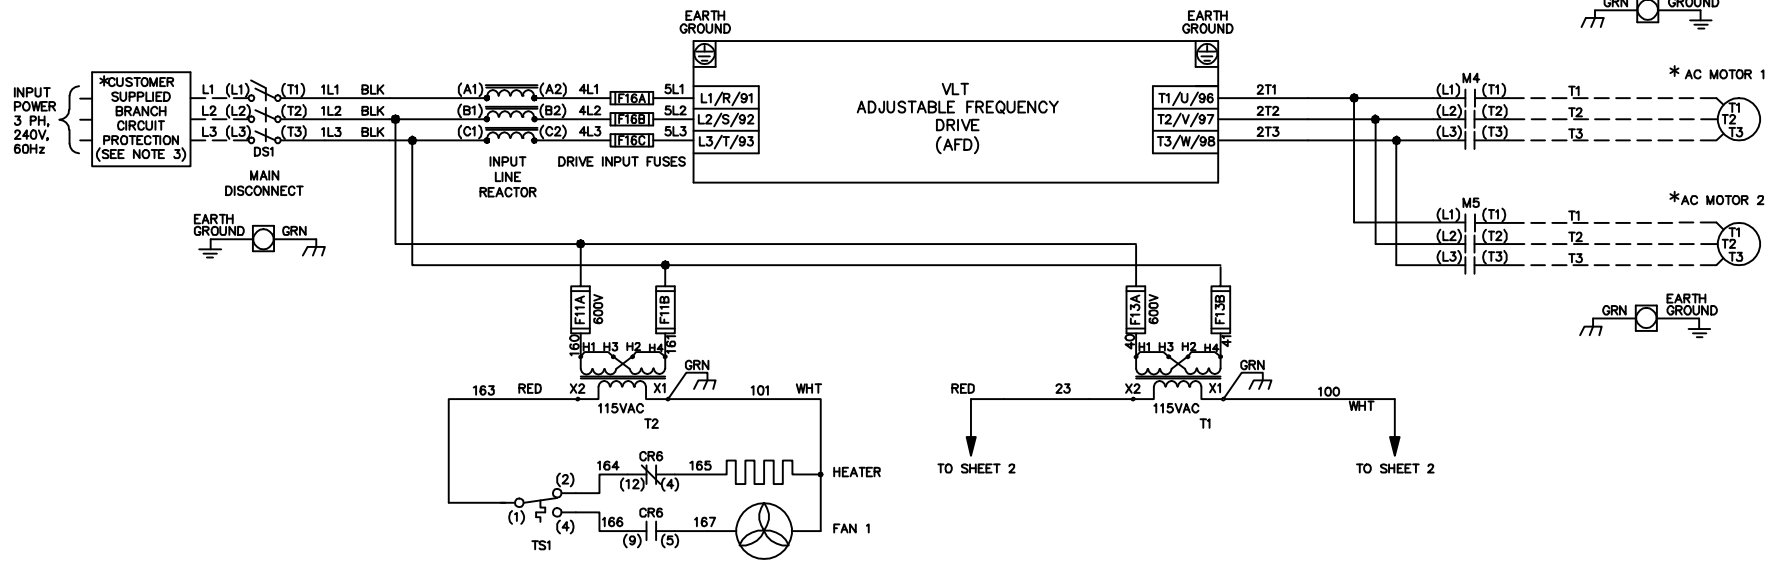 EARTH
GROUND
EARTH
GROUND
GRN
GROUND
INPUT
POWER
3 PH,
240V,
60Hz
*CUSTOMER
SUPPLIED
BRANCH
CIRCUIT
PROTECTION
(SEE NOTE 3)
L1 (L1) (T1) 1L1 BLK (A1) (A2) 4L1 F16A 5L1 L1/R/91
L2 (L2) (T2) 1L2 BLK (B1) (B2) 4L2 F16B 5L2 L2/S/92
L3 (L3) (T3) 1L3 BLK (C1) (C2) 4L3 F16C 5L3 L3/T/93
DS1
MAIN
DISCONNECT
INPUT
LINE
REACTOR
DRIVE INPUT FUSES
VLT
ADJUSTABLE FREQUENCY
DRIVE
(AFD)
T1/U/96 2T1
T2/V/97 2T2
T3/W/98 2T3
M4
* AC MOTOR 1
(L1) (T1) T1 T1
(L2) (T2) T2 T2
(L3) (T3) T3 T3
M5
*AC MOTOR 2
(L1) (T1) T1 T1
(L2) (T2) T2 T2
(L3) (T3) T3 T3
EARTH
GROUND GRN
GRN EARTH
GROUND
F11A 600V F11B
160 161
H1 H3 H2 H4
GRN
163 RED X2 X1 101 WHT
115VAC
T2
F13A 600V F13B
40 41
H1 H3 H2 H4
GRN
RED 23 X2 X1 100 WHT
115VAC
T1
TO SHEET 2
TO SHEET 2
CR6
(2) 164 (12) (4) 165 HEATER
(1)
CR6
(4) 166 (9) (5) 167 FAN 1
TS1